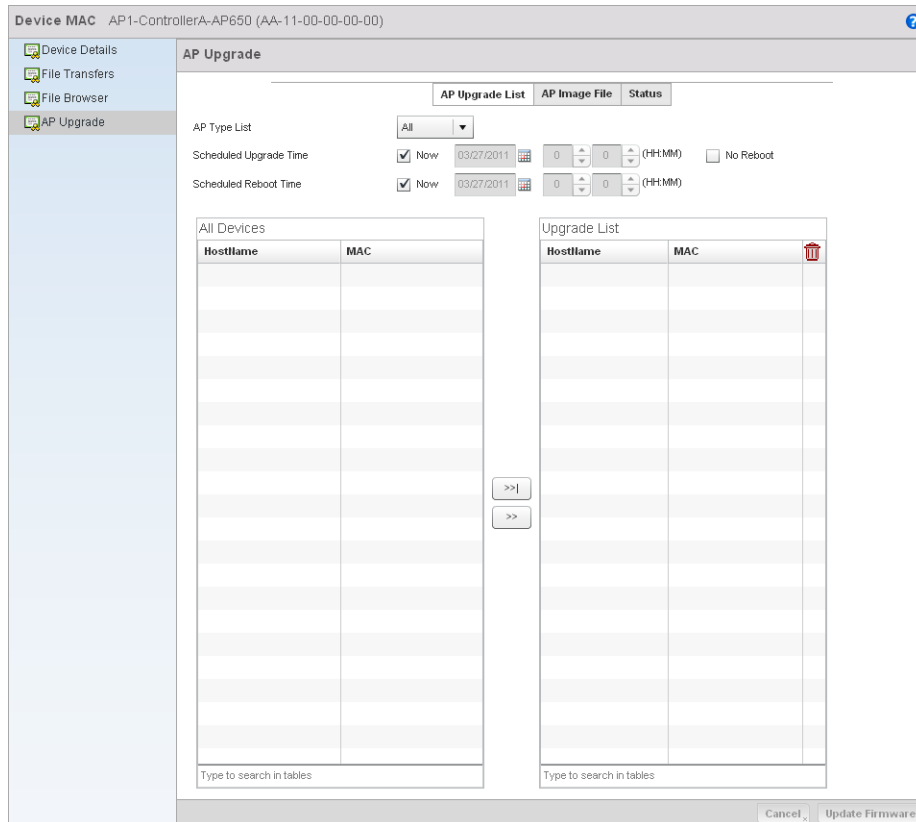 Device MAC AP1-ControllerA-AP650 (AA-11-00-00-00-00) ?
Device Details
File Transfers
File Browser
AP Upgrade
AP Upgrade
AP Upgrade List AP Image File Status
AP Type List All
Scheduled Upgrade Time Now 03/27/2011 0 0 (HH:MM) No Reboot
Scheduled Reboot Time Now 03/27/2011 0 0 (HH:MM)
All Devices
HostName MAC
Upgrade List
HostName MAC
>>|
>>
Type to search in tables
Type to search in tables
Cancel Update Firmware